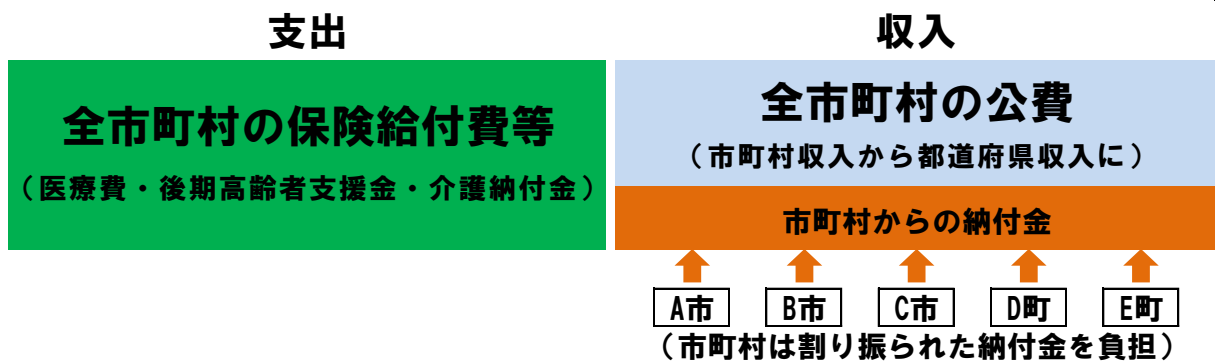 支出
全市町村の保険給付費等
（医療費・後期高齢者支援金・介護納付金）
収入
全市町村の公費
（市町村収入から都道府県収入に）
市町村からの納付金
A市 B市 C市 D町 E町
（市町村は割り振られた納付金を負担）